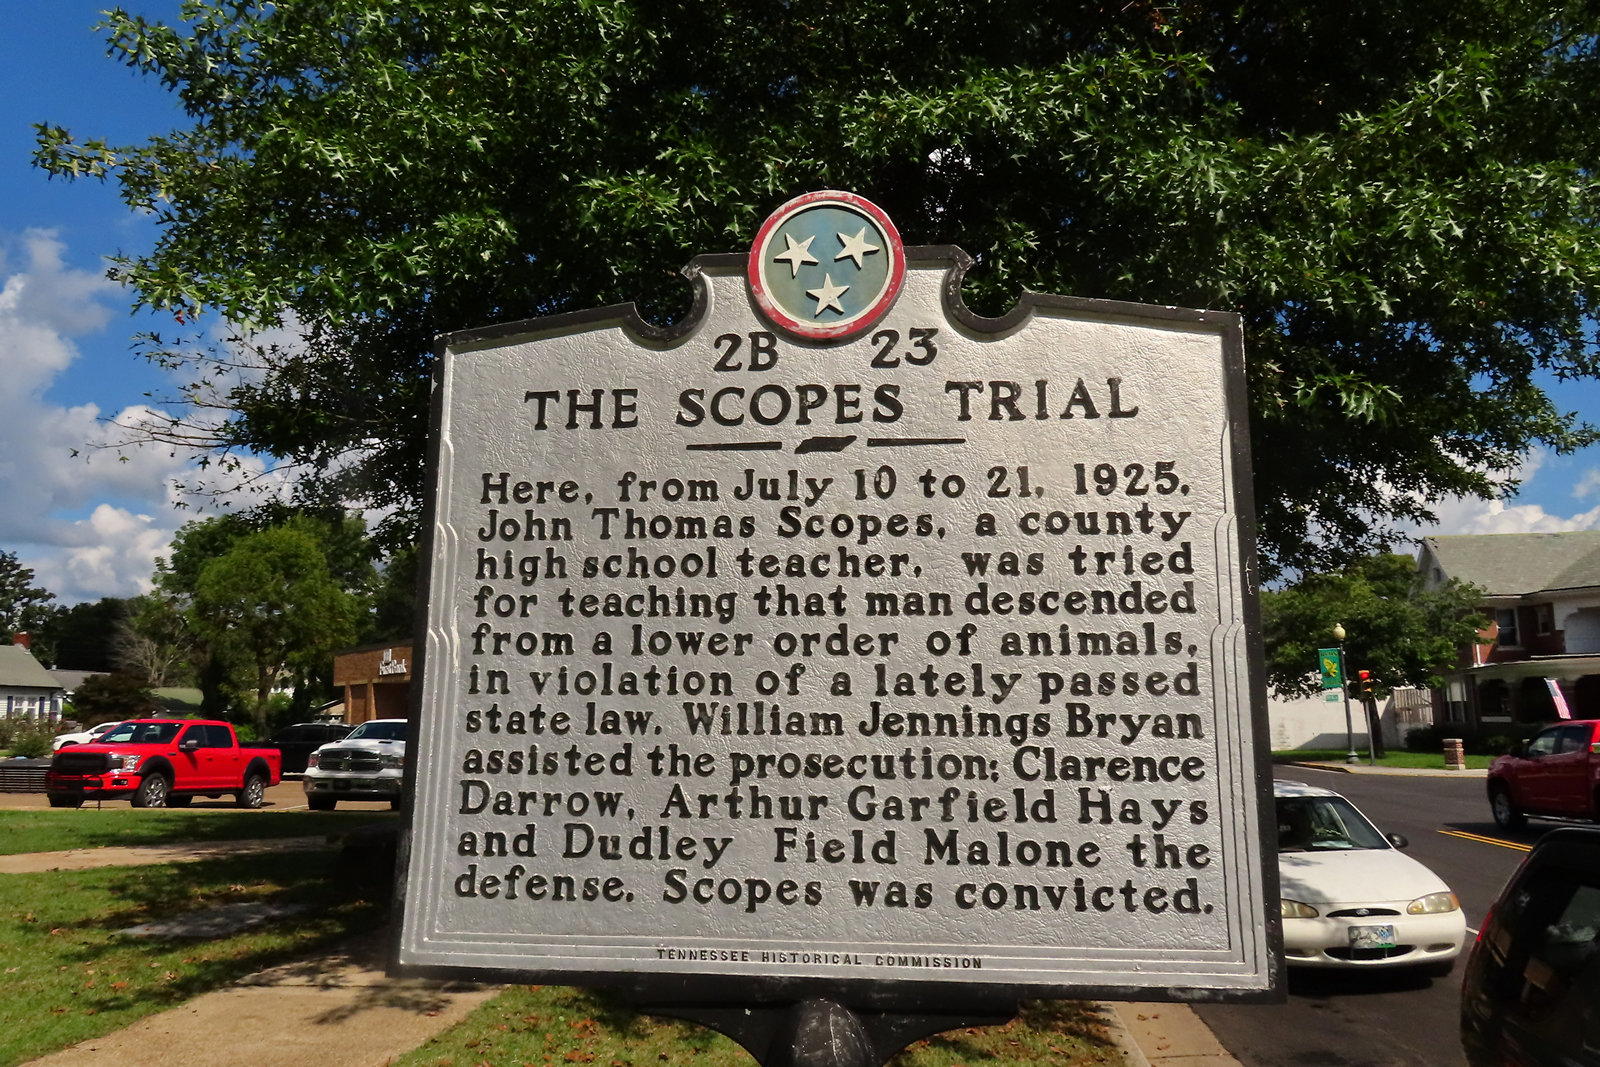 2B 23
THE SCOPES TRIAL
Here, from July 10 to 21, 1925,
John Thomas Scopes, a county
high school teacher, was tried
for teaching that man descended
from a lower order of animals,
in violation of a lately passed
state law. William Jennings Bryan
assisted the prosecution; Clarence
Darrow, Arthur Garfield Hays
and Dudley Field Malone the
defense. Scopes was convicted.
TENNESSEE HISTORICAL COMMISSION